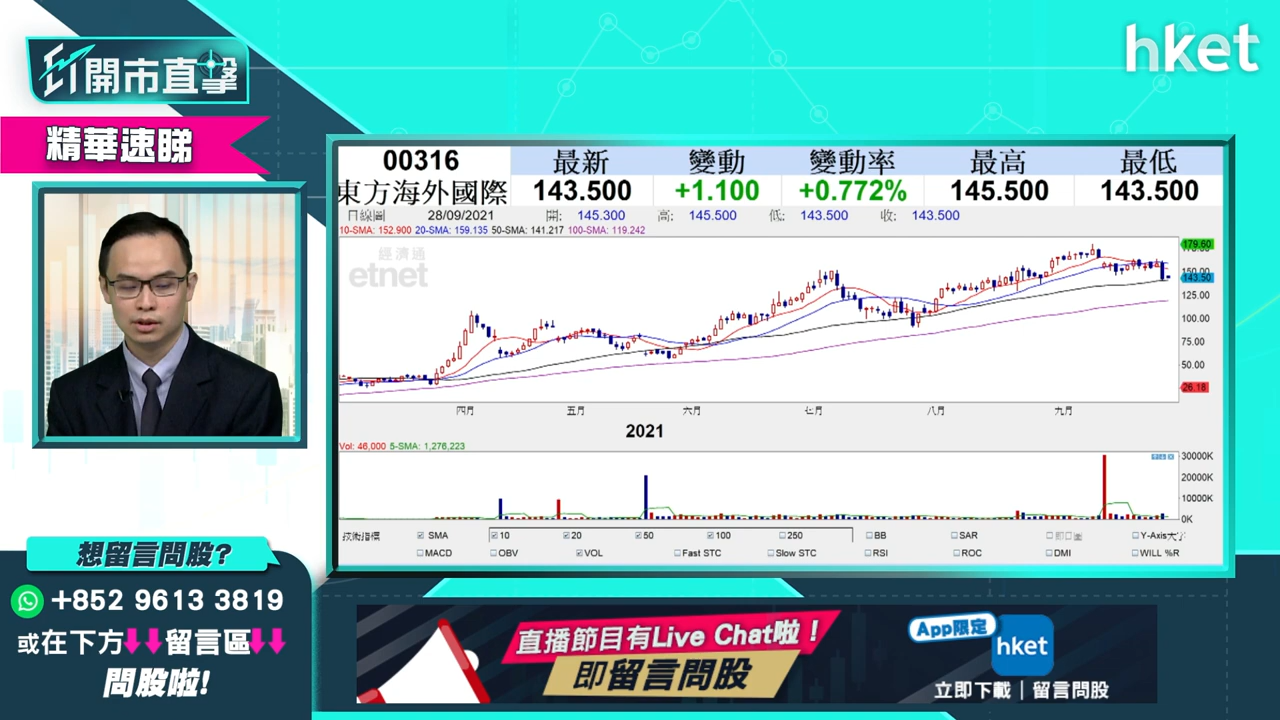 hket
ET開市直擊
精華速睇
00316 最新 變動 變動率 最高 最低
東方海外國際 143.500 +1.100 +0.772% 145.500 143.500
日線圖 28/09/2021 開: 145.300 高: 145.500 低: 143.500 收: 143.500
10-SMA: 152.900 20-SMA: 159.135 50-SMA: 141.217 100-SMA: 119.242
經濟通
etnet
179.60
175.00
150.00
143.50
125.00
100.00
75.00
50.00
26.18
四月 五月 六月 七月 八月 九月
2021
Vol: 46,000 5-SMA: 1,276,223
30000K
20000K
10000K
0K
技術指標 SMA 10 20 50 100 250 BB SAR Y-Axis大字
MACD OBV VOL Fast STC Slow STC RSI ROC DMI WILL %R
想留言問股?
+852 9613 3819
或在下方留言區
問股啦!
直播節目有Live Chat啦！
即留言問股
App限定
hket
立即下載｜留言問股